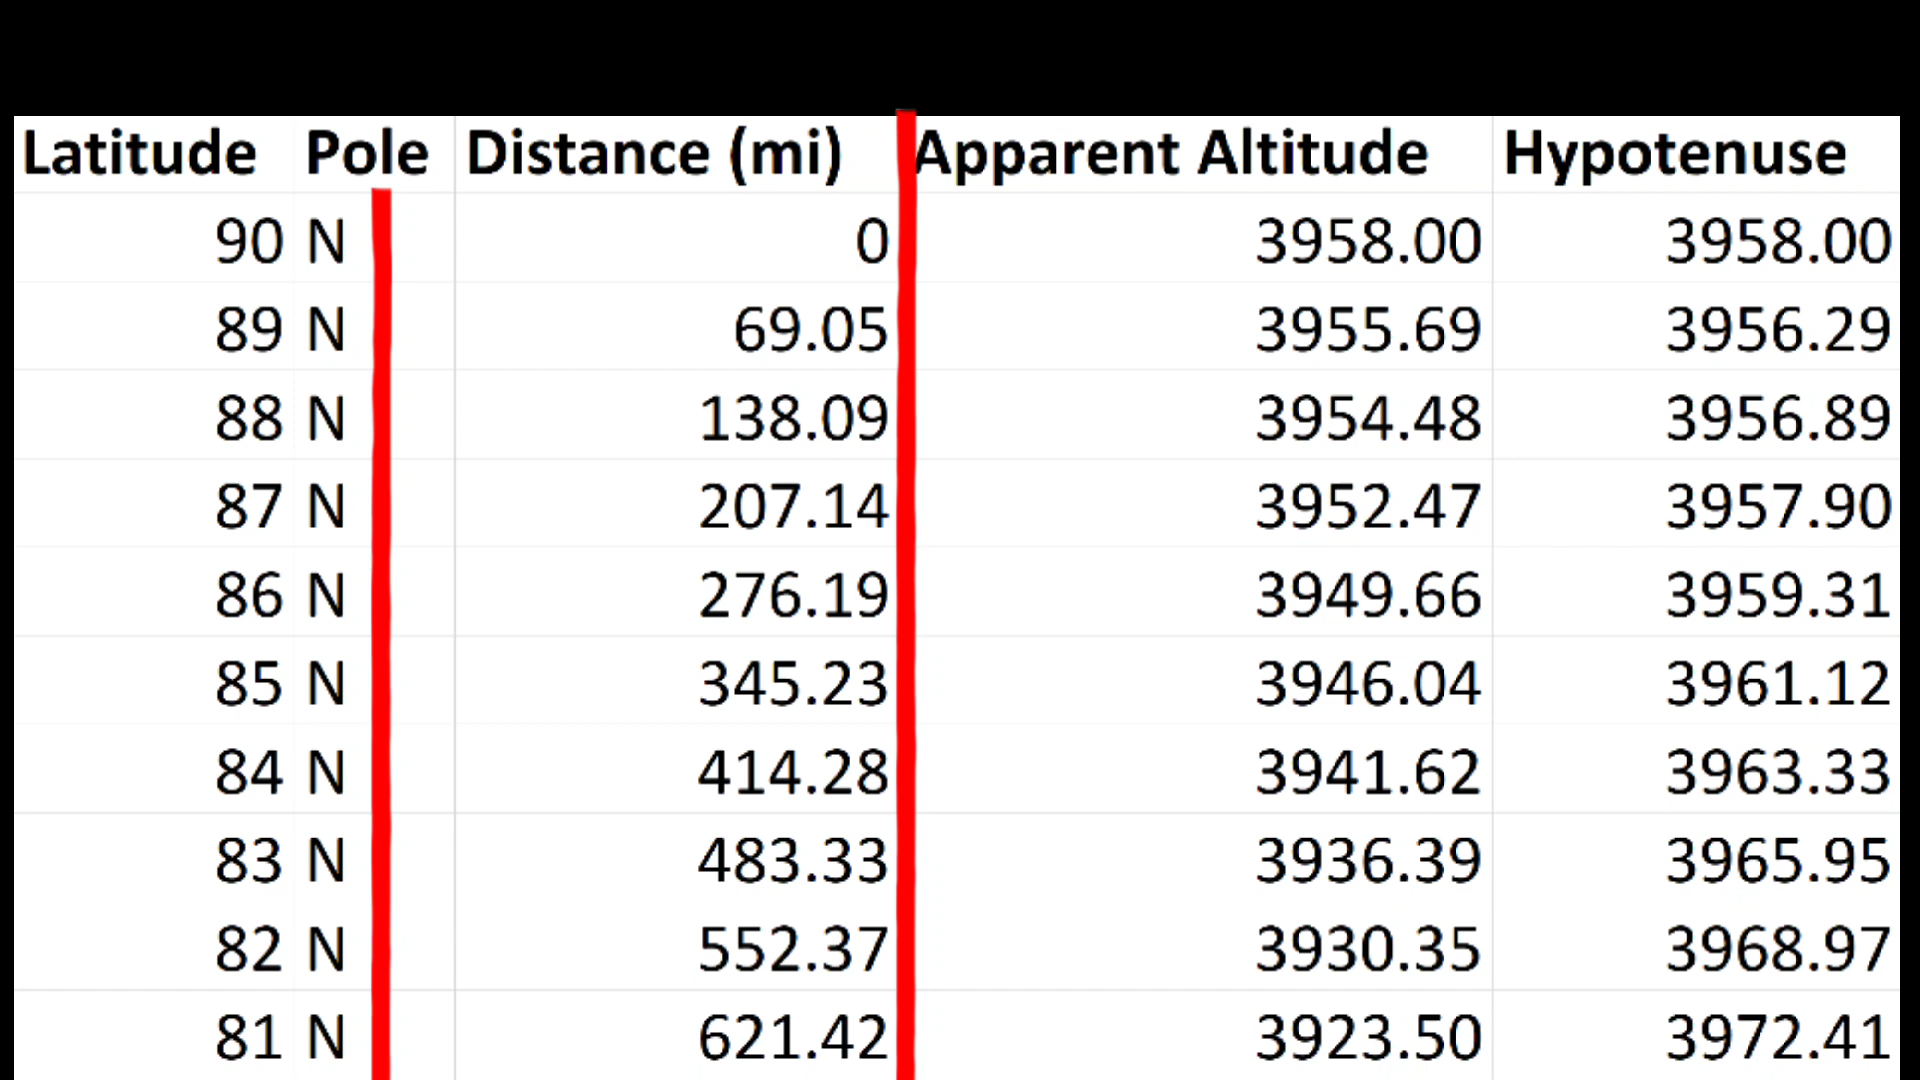 Latitude Pole Distance (mi) Apparent Altitude Hypotenuse
90 N 0 3958.00 3958.00
89 N 69.05 3955.69 3956.29
88 N 138.09 3954.48 3956.89
87 N 207.14 3952.47 3957.90
86 N 276.19 3949.66 3959.31
85 N 345.23 3946.04 3961.12
84 N 414.28 3941.62 3963.33
83 N 483.33 3936.39 3965.95
82 N 552.37 3930.35 3968.97
81 N 621.42 3923.50 3972.41